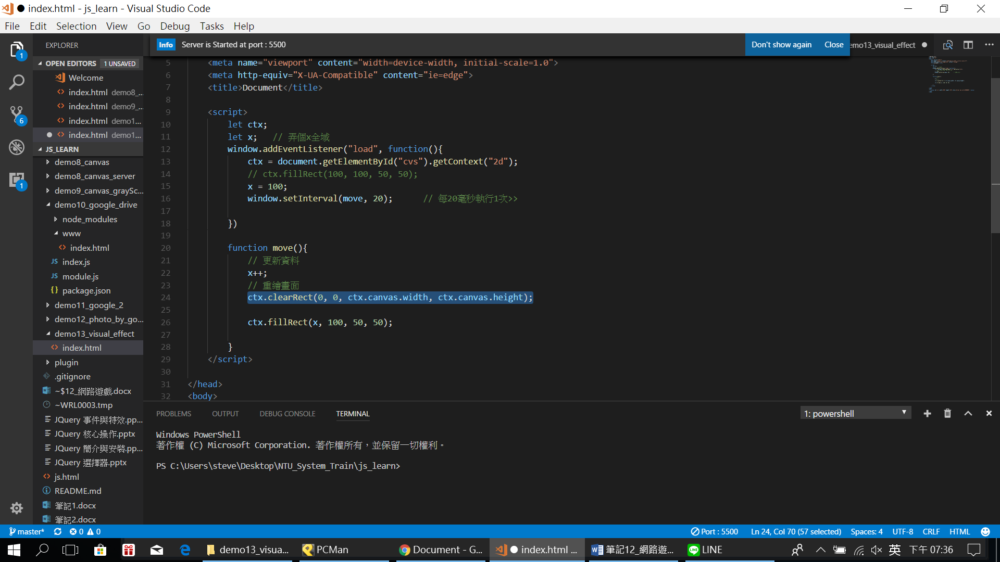 index.html - js_learn - Visual Studio Code
File Edit Selection View Go Debug Tasks Help
EXPLORER
OPEN EDITORS 1 UNSAVED
Welcome
index.html demo8_...
index.html demo9_...
index.html demo1...
index.html demo1...
JS_LEARN
demo8_canvas
demo8_canvas_server
demo9_canvas_graySc...
demo10_google_drive
node_modules
www
index.html
JS index.js
JS module.js
{} package.json
demo11_google_2
demo12_photo_by_go...
demo13_visual_effect
index.html
plugin
.gitignore
~$12_網路遊戲.docx
~WRL0003.tmp
JQuery 事件與特效.pp...
JQuery 核心操作.pptx
JQuery 簡介與安裝.pp...
JQuery 選擇器.pptx
js.html
README.md
筆記1.docx
筆記2.docx
1
6
1
Info Server is Started at port : 5500 Don't show again Close
emo13_visual_effect
5 <meta name="viewport" content="width=device-width, initial-scale=1.0">
6 <meta http-equiv="X-UA-Compatible" content="ie=edge">
7 <title>Document</title>
8
9 <script>
10 let ctx;
11 let x; // 弄個x全域
12 window.addEventListener("load", function(){
13 ctx = document.getElementById("cvs").getContext("2d");
14 // ctx.fillRect(100, 100, 50, 50);
15 x = 100;
16 window.setInterval(move, 20); // 每20毫秒執行1次>>
17
18 })
19
20 function move(){
21 // 更新資料
22 x++;
23 // 重繪畫面
24 ctx.clearRect(0, 0, ctx.canvas.width, ctx.canvas.height);
25
26 ctx.fillRect(x, 100, 50, 50);
27
28 }
29 </script>
30
31 </head>
32 <body>
PROBLEMS OUTPUT DEBUG CONSOLE TERMINAL 1: powershell
Windows PowerShell
著作權 (C) Microsoft Corporation. 著作權所有，並保留一切權利。
PS C:\Users\steve\Desktop\NTU_System_Train\js_learn>
master* 0 0 Port : 5500 Ln 24, Col 70 (57 selected) Spaces: 4 UTF-8 CRLF HTML
demo13_visua... PCMan Document - G... index.html ... 筆記12_網路遊... LINE 英 下午 07:36